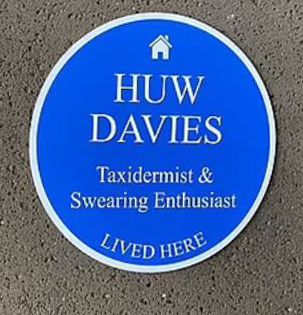 HUW
DAVIES
Taxidermist &
Swearing Enthusiast
LIVED HERE